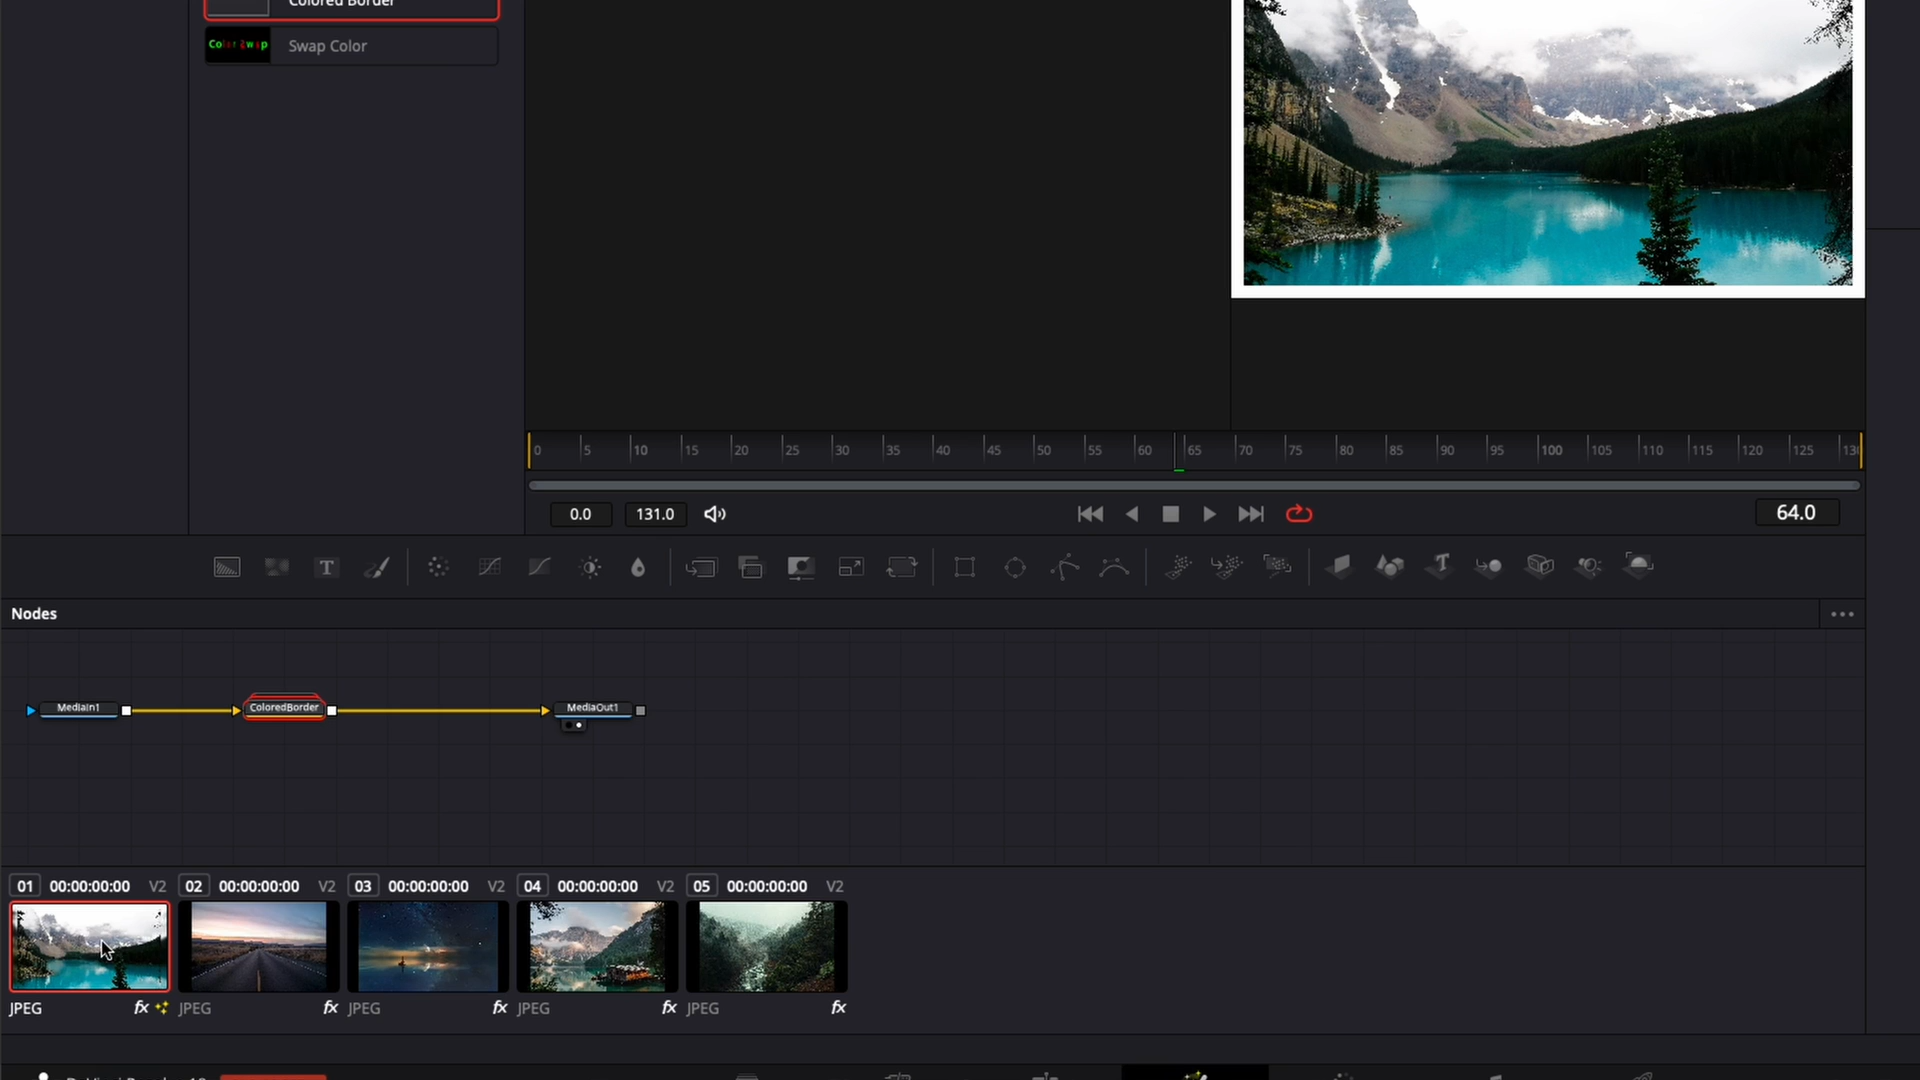 Colored Border
Swap Color
0 5 10 15 20 25 30 35 40 45 50 55 60 65 70 75 80 85 90 95 100 105 110 115 120 125
0.0 131.0 64.0
T T
Nodes
MediaIn1 ColoredBorder MediaOut1
01 00:00:00:00 V2 02 00:00:00:00 V2 03 00:00:00:00 V2 04 00:00:00:00 V2 05 00:00:00:00 V2
JPEG fx JPEG fx JPEG fx JPEG fx JPEG fx